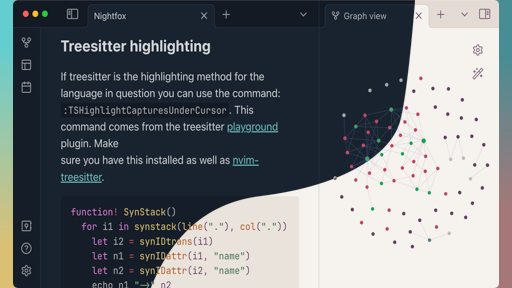 Nightfox
Graph view
Treesitter highlighting
If treesitter is the highlighting method for the
language in question you can use the command:
:TSHighlightCapturesUnderCursor. This
command comes from the treesitter playground
plugin. Make
sure you have this installed as well as nvim-
treesitter.
function! SynStack()
for i1 in synstack(line("."), col("."))
let i2 = synIDtrans(i1)
let n1 = synIDattr(i1, "name")
let n2 = synIDattr(i2, "name")
echo n1 "->" n2